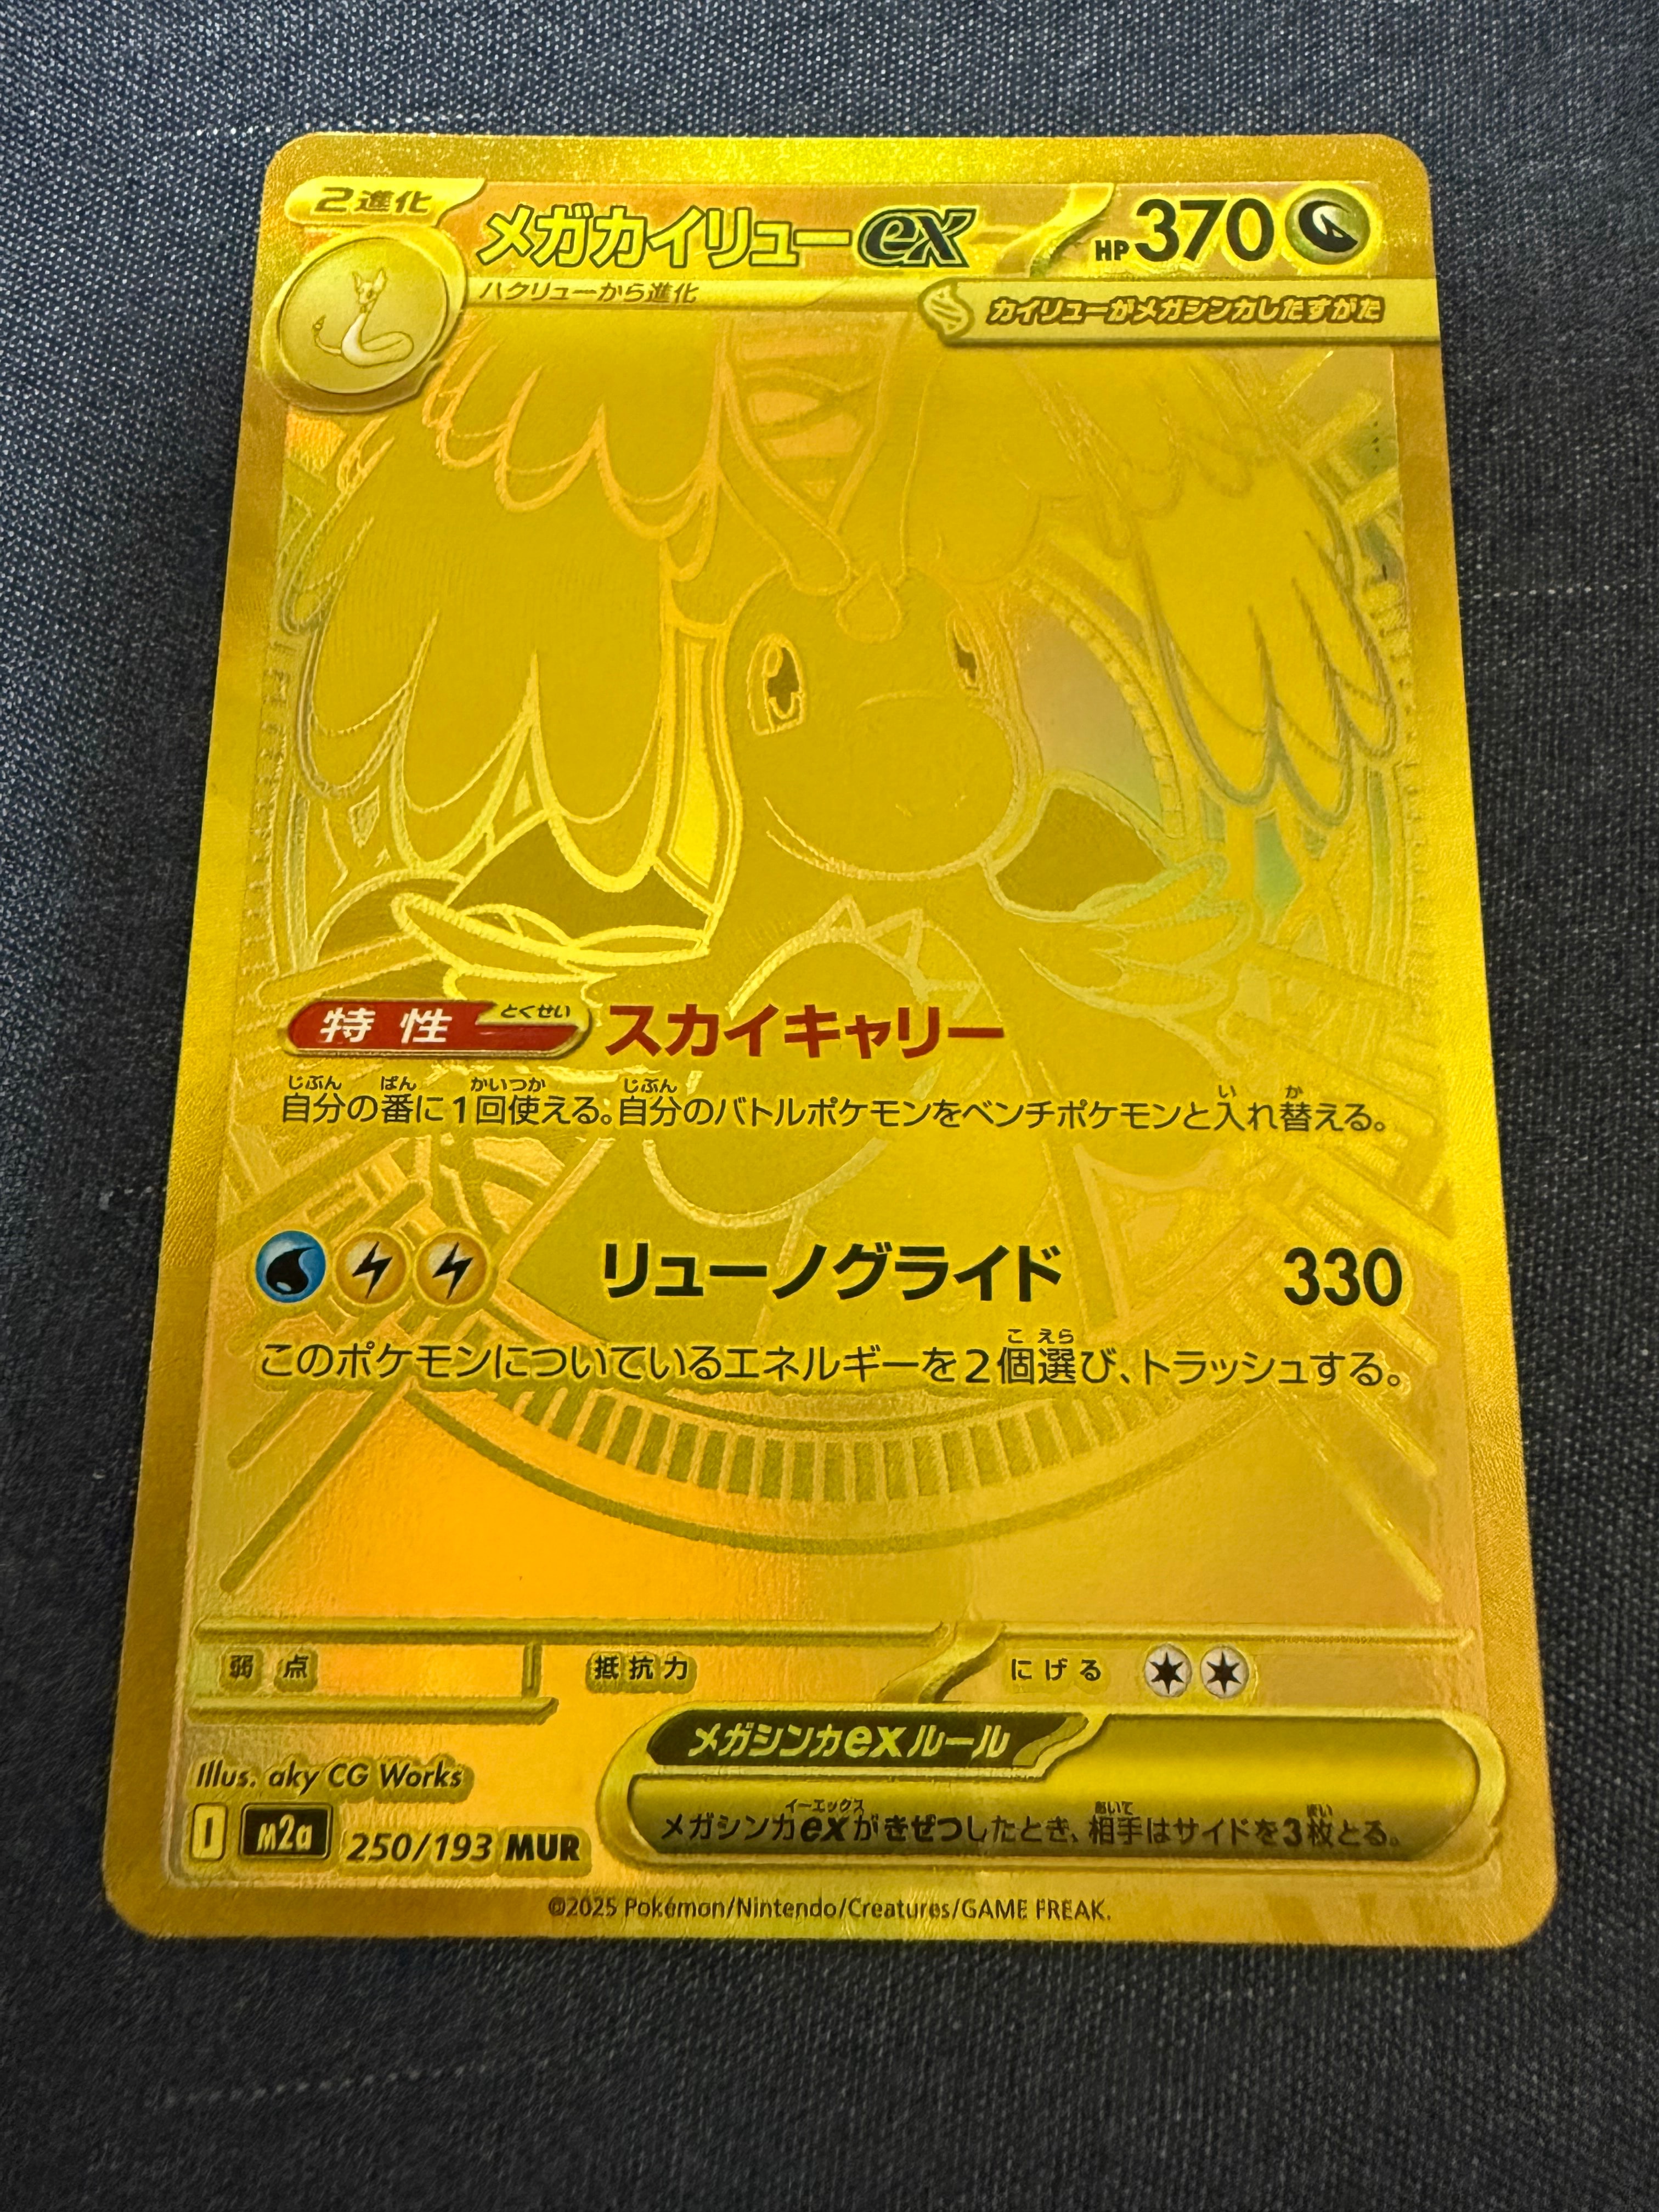 2進化
メガカイリューex HP370
ハクリューから進化
カイリューがメガシンカしたすがた
特性 とくせい スカイキャリー
じぶん ばん かいつか じぶん い か
自分の番に1回使える。自分のバトルポケモンをベンチポケモンと入れ替える。
リューノグライド 330
こ えら
このポケモンについているエネルギーを2個選び、トラッシュする。
弱点 抵抗力 にげる
メガシンカexルール
イーエックス あいて まい
メガシンカexがきぜつしたとき、相手はサイドを3枚とる。
Illus. aky CG Works
I m2a 250/193 MUR
©2025 Pokémon/Nintendo/Creatures/GAME FREAK.